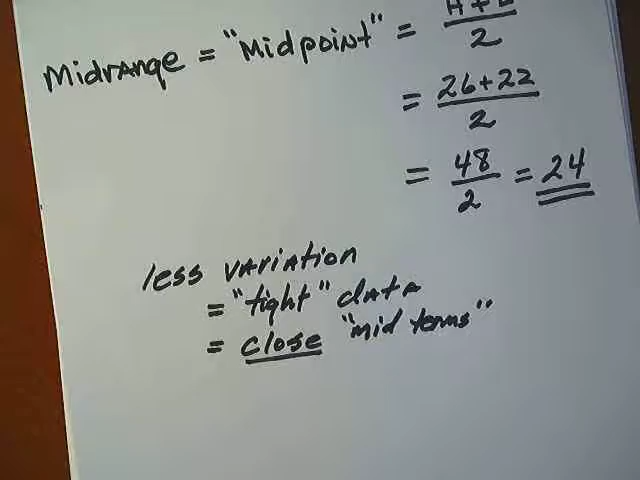 Midrange = "Midpoint" = H + L / 2
= 26+22 / 2
= 48 / 2 = 24
less variation
= "tight" data
= close "mid terms"